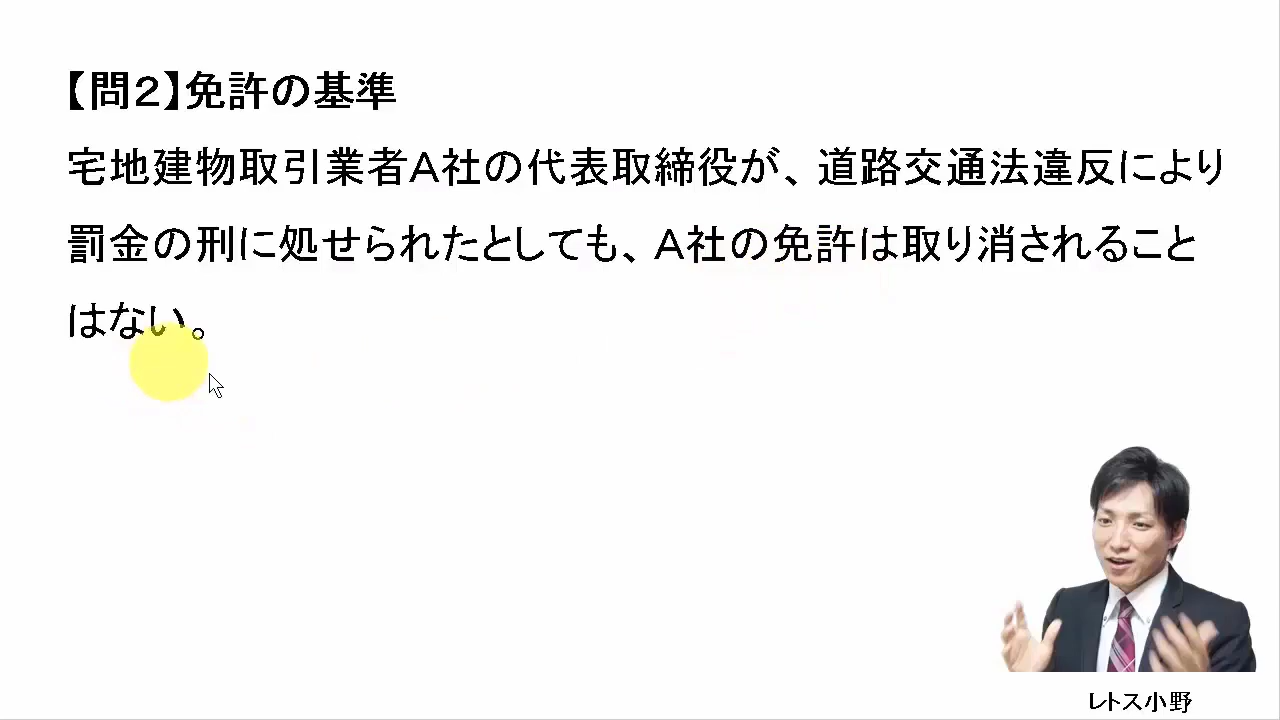 【問２】免許の基準
宅地建物取引業者Ａ社の代表取締役が、道路交通法違反により
罰金の刑に処せられたとしても、Ａ社の免許は取り消されること
はない。
レトス小野